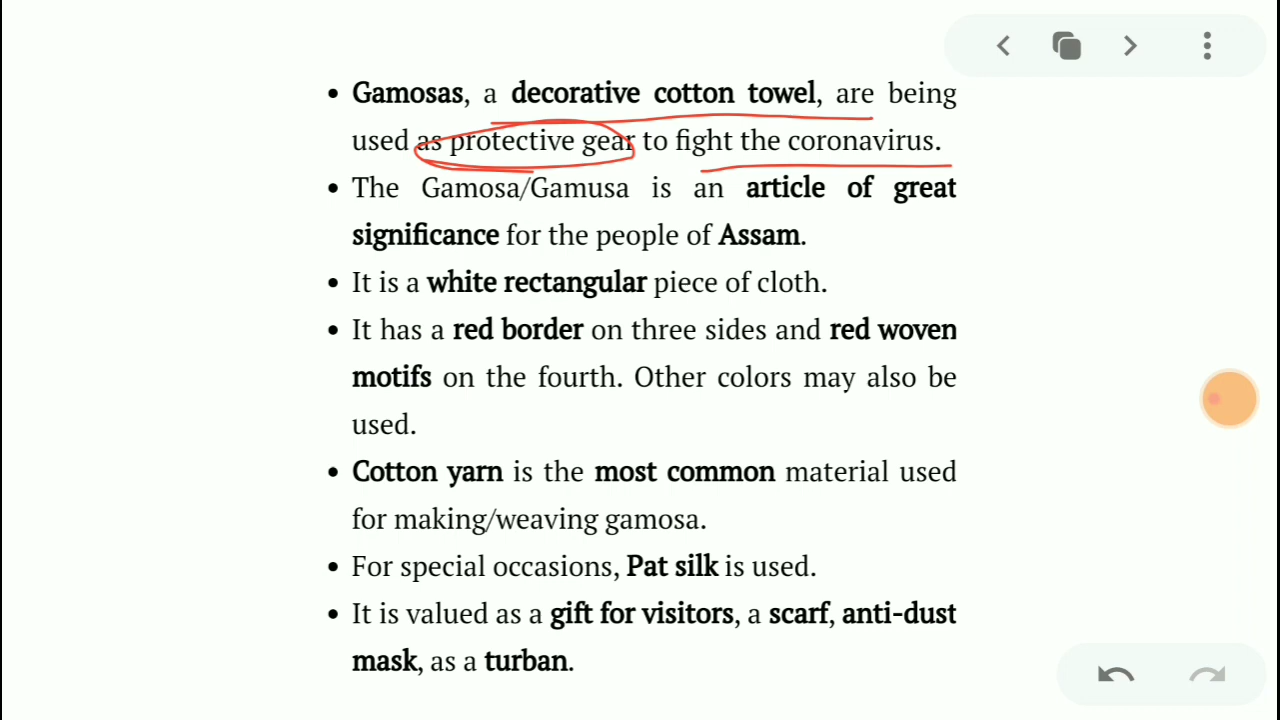 • Gamosas, a decorative cotton towel, are being
used as protective gear to fight the coronavirus.
• The Gamosa/Gamusa is an article of great
significance for the people of Assam.
• It is a white rectangular piece of cloth.
• It has a red border on three sides and red woven
motifs on the fourth. Other colors may also be
used.
• Cotton yarn is the most common material used
for making/weaving gamosa.
• For special occasions, Pat silk is used.
• It is valued as a gift for visitors, a scarf, anti-dust
mask, as a turban.